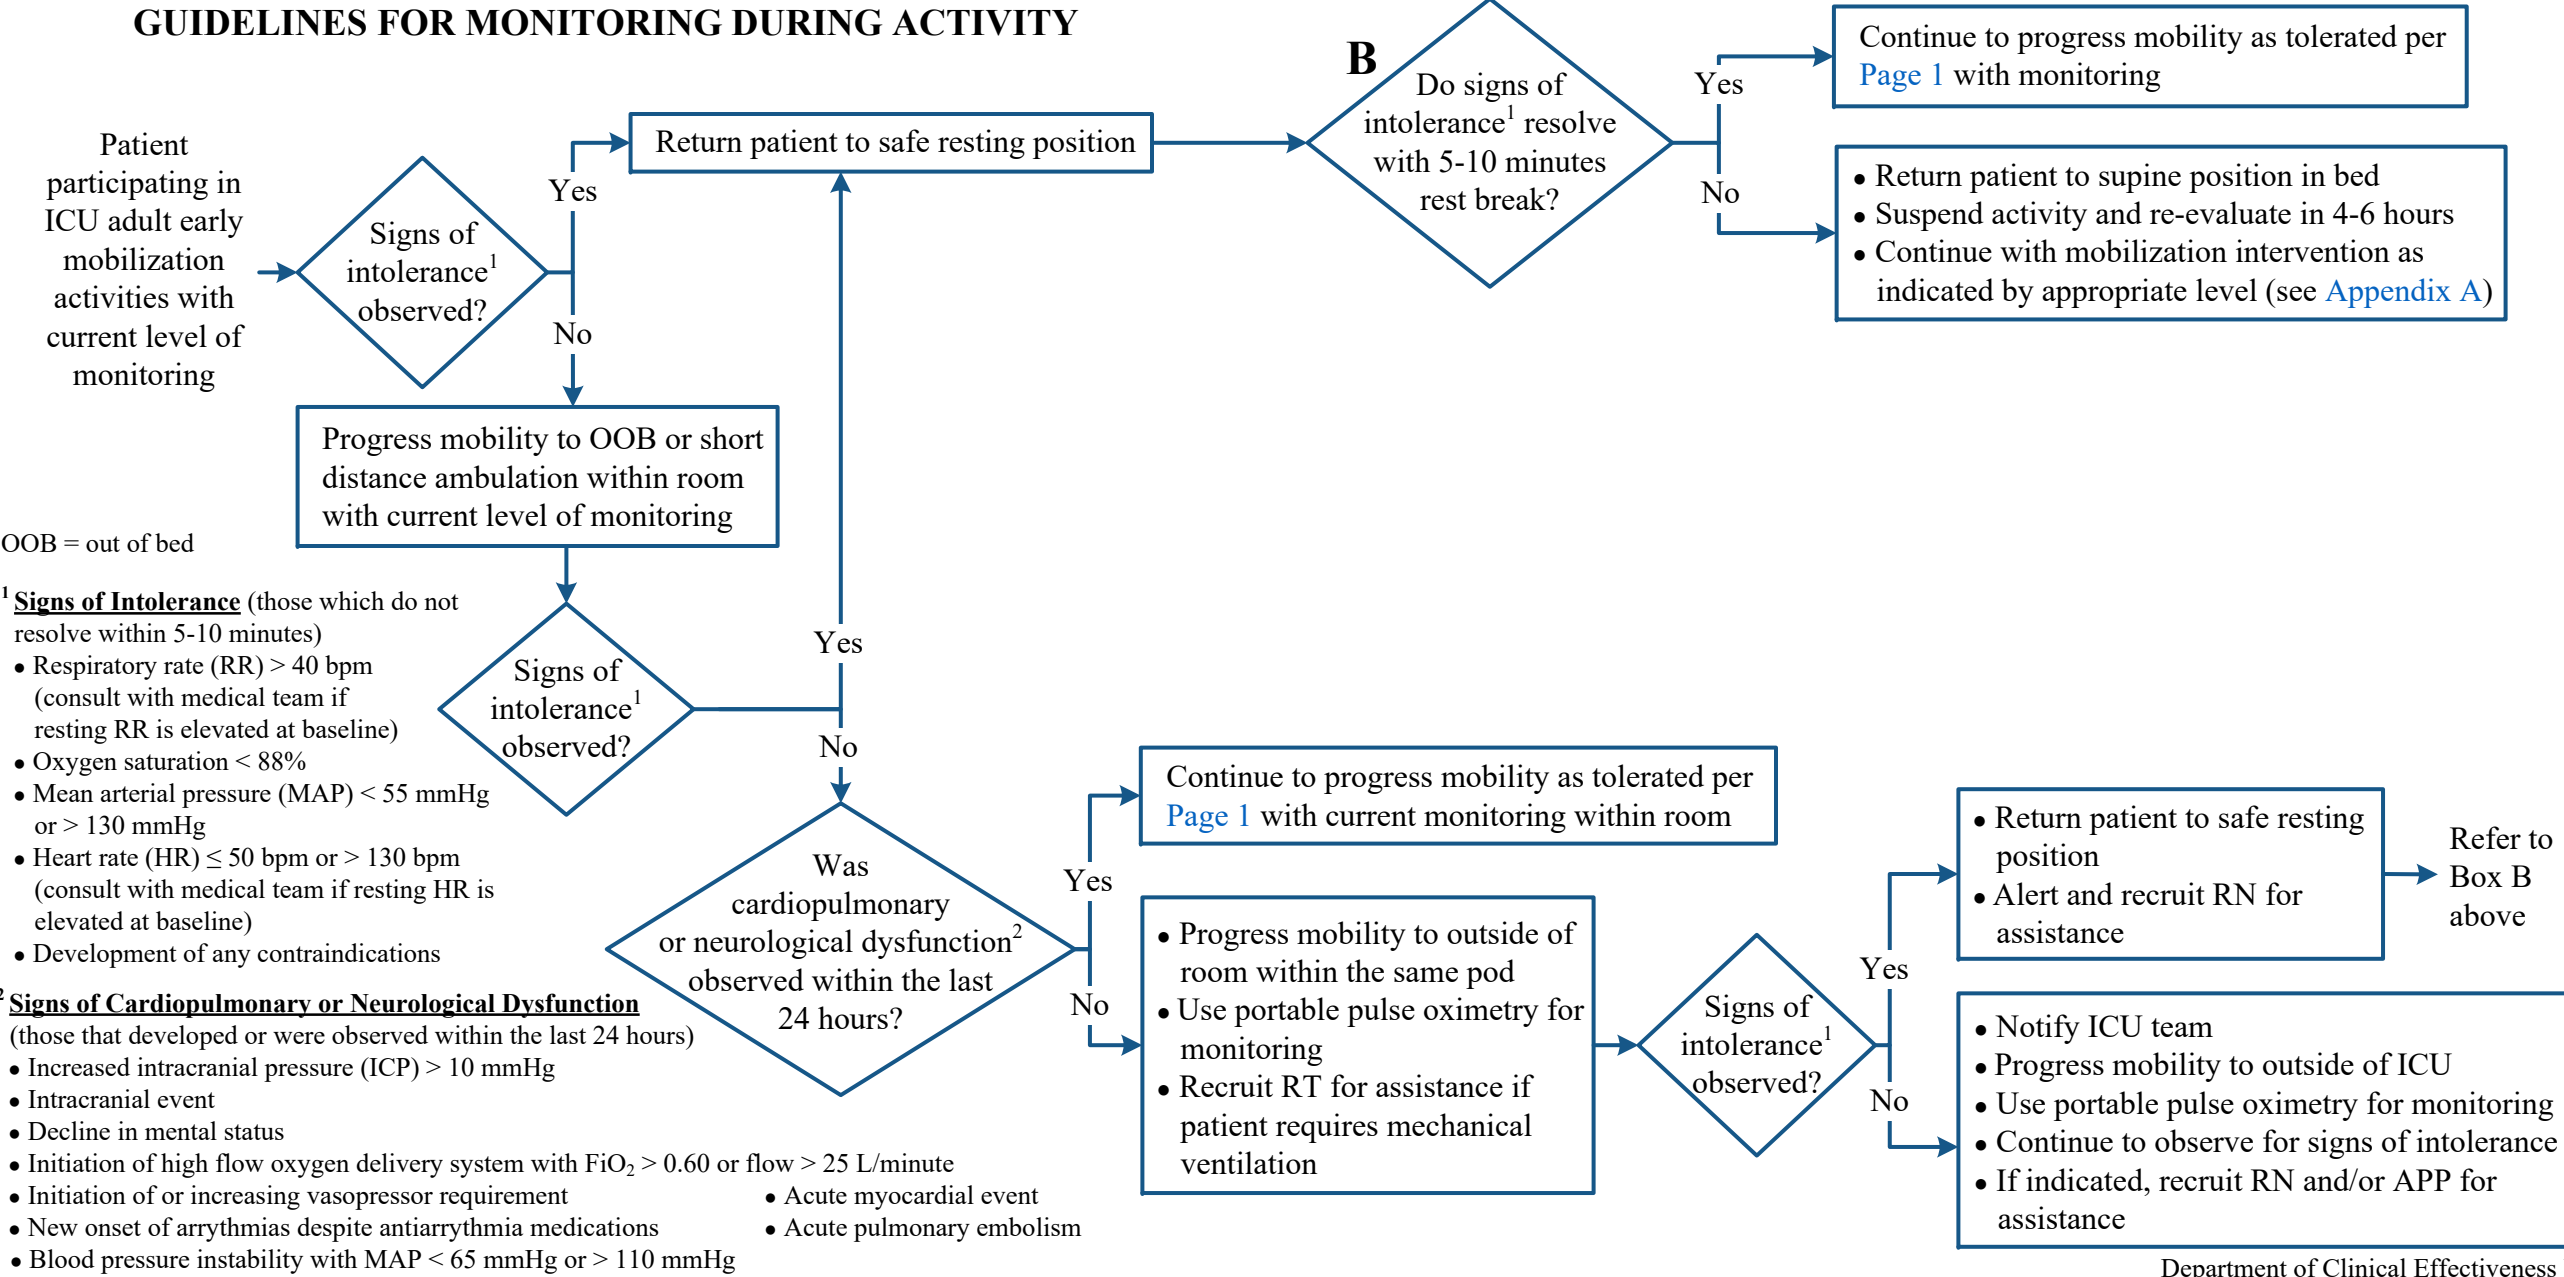 GUIDELINES FOR MONITORING DURING ACTIVITY
Patient
participating in
ICU adult early
mobilization
activities with
current level of
monitoring
Signs of
intolerance1
observed?
Yes
No
Return patient to safe resting position
B
Do signs of
intolerance1 resolve
with 5-10 minutes
rest break?
Yes
No
Continue to progress mobility as tolerated per
Page 1 with monitoring
● Return patient to supine position in bed
● Suspend activity and re-evaluate in 4-6 hours
● Continue with mobilization intervention as
indicated by appropriate level (see Appendix A)
Progress mobility to OOB or short
distance ambulation within room
with current level of monitoring
Signs of
intolerance1
observed?
Yes
No
Was
cardiopulmonary
or neurological dysfunction2
observed within the last
24 hours?
Yes
No
Continue to progress mobility as tolerated per
Page 1 with current monitoring within room
● Progress mobility to outside of
room within the same pod
● Use portable pulse oximetry for
monitoring
● Recruit RT for assistance if
patient requires mechanical
ventilation
Signs of
intolerance1
observed?
Yes
No
● Return patient to safe resting
position
● Alert and recruit RN for
assistance
Refer to
Box B
above
● Notify ICU team
● Progress mobility to outside of ICU
● Use portable pulse oximetry for monitoring
● Continue to observe for signs of intolerance
● If indicated, recruit RN and/or APP for
assistance
OOB = out of bed
1 Signs of Intolerance (those which do not
resolve within 5-10 minutes)
● Respiratory rate (RR) > 40 bpm
(consult with medical team if
resting RR is elevated at baseline)
● Oxygen saturation < 88%
● Mean arterial pressure (MAP) < 55 mmHg
or > 130 mmHg
● Heart rate (HR) ≤ 50 bpm or > 130 bpm
(consult with medical team if resting HR is
elevated at baseline)
● Development of any contraindications
2 Signs of Cardiopulmonary or Neurological Dysfunction
(those that developed or were observed within the last 24 hours)
● Increased intracranial pressure (ICP) > 10 mmHg
● Intracranial event
● Decline in mental status
● Initiation of high flow oxygen delivery system with FiO2 > 0.60 or flow > 25 L/minute
● Initiation of or increasing vasopressor requirement
● Acute myocardial event
● New onset of arrythmias despite antiarrythmia medications
● Acute pulmonary embolism
● Blood pressure instability with MAP < 65 mmHg or > 110 mmHg
Department of Clinical Effectiveness